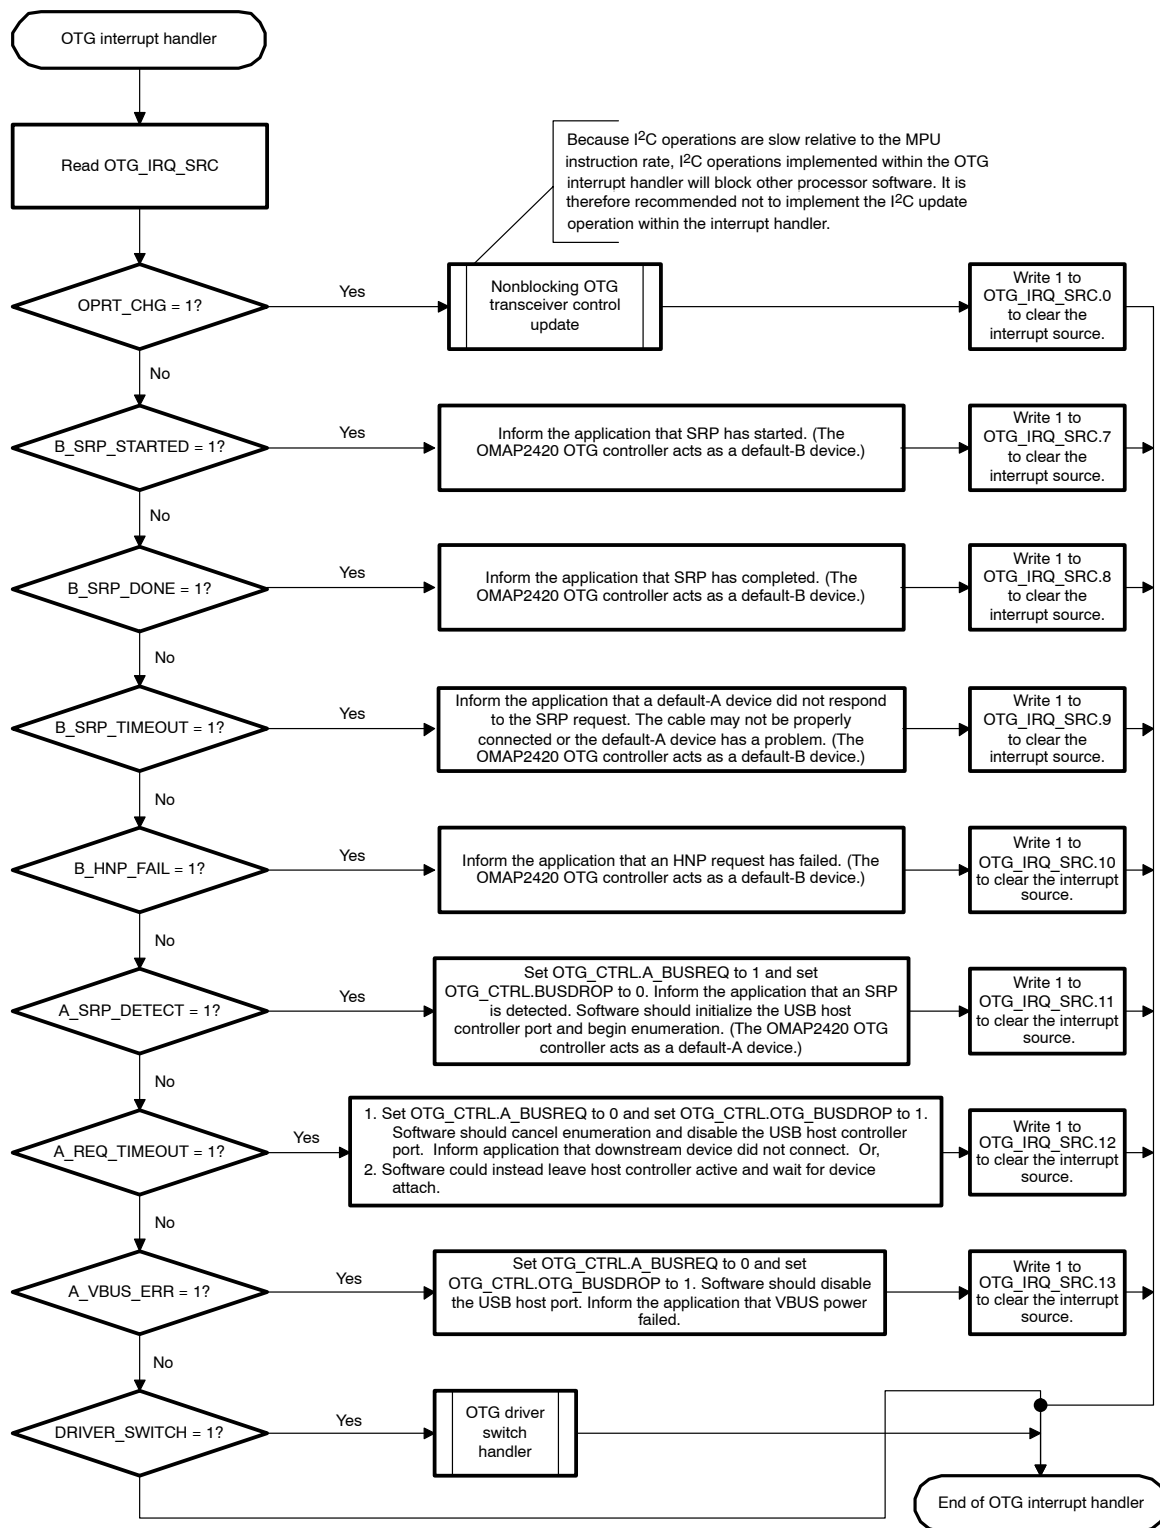 OTG interrupt handler
Read OTG_IRQ_SRC
Because I2C operations are slow relative to the MPU
instruction rate, I2C operations implemented within the OTG
interrupt handler will block other processor software. It is
therefore recommended not to implement the I2C update
operation within the interrupt handler.
OPRT_CHG = 1?
Yes
Nonblocking OTG
transceiver control
update
Write 1 to
OTG_IRQ_SRC.0
to clear the
interrupt source.
No
B_SRP_STARTED = 1?
Yes
Inform the application that SRP has started. (The
OMAP2420 OTG controller acts as a default-B device.)
Write 1 to
OTG_IRQ_SRC.7
to clear the
interrupt source.
No
B_SRP_DONE = 1?
Yes
Inform the application that SRP has completed. (The
OMAP2420 OTG controller acts as a default-B device.)
Write 1 to
OTG_IRQ_SRC.8
to clear the
interrupt source.
No
B_SRP_TIMEOUT = 1?
Yes
Inform the application that a default-A device did not respond
to the SRP request. The cable may not be properly
connected or the default-A device has a problem. (The
OMAP2420 OTG controller acts as a default-B device.)
Write 1 to
OTG_IRQ_SRC.9
to clear the
interrupt source.
No
B_HNP_FAIL = 1?
Yes
Inform the application that an HNP request has failed. (The
OMAP2420 OTG controller acts as a default-B device.)
Write 1 to
OTG_IRQ_SRC.10
to clear the interrupt
source.
No
A_SRP_DETECT = 1?
Yes
Set OTG_CTRL.A_BUSREQ to 1 and set
OTG_CTRL.BUSDROP to 0. Inform the application that an SRP
is detected. Software should initialize the USB host
controller port and begin enumeration. (The OMAP2420 OTG
controller acts as a default-A device.)
Write 1 to
OTG_IRQ_SRC.11
to clear the interrupt
source.
No
A_REQ_TIMEOUT = 1?
Yes
1. Set OTG_CTRL.A_BUSREQ to 0 and set OTG_CTRL.OTG_BUSDROP to 1.
Software should cancel enumeration and disable the USB host controller
port. Inform application that downstream device did not connect. Or,
2. Software could instead leave host controller active and wait for device
attach.
Write 1 to
OTG_IRQ_SRC.12
to clear the interrupt
source.
No
A_VBUS_ERR = 1?
Yes
Set OTG_CTRL.A_BUSREQ to 0 and set
OTG_CTRL.OTG_BUSDROP to 1. Software should disable
the USB host port. Inform the application that VBUS power
failed.
Write 1 to
OTG_IRQ_SRC.13
to clear the interrupt
source.
No
DRIVER_SWITCH = 1?
Yes
OTG driver
switch
handler
End of OTG interrupt handler